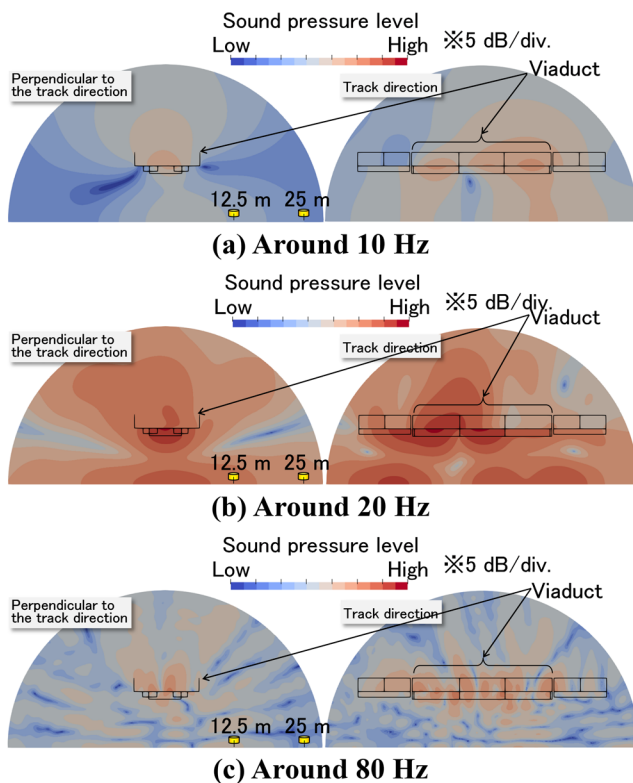 Sound pressure level
Low High ※5 dB/div.
Viaduct
Perpendicular to
the track direction
Track direction
12.5 m 25 m
(a) Around 10 Hz
Sound pressure level
Low High ※5 dB/div.
Viaduct
Perpendicular to
the track direction
Track direction
12.5 m 25 m
(b) Around 20 Hz
Sound pressure level
Low High ※5 dB/div.
Viaduct
Perpendicular to
the track direction
Track direction
12.5 m 25 m
(c) Around 80 Hz